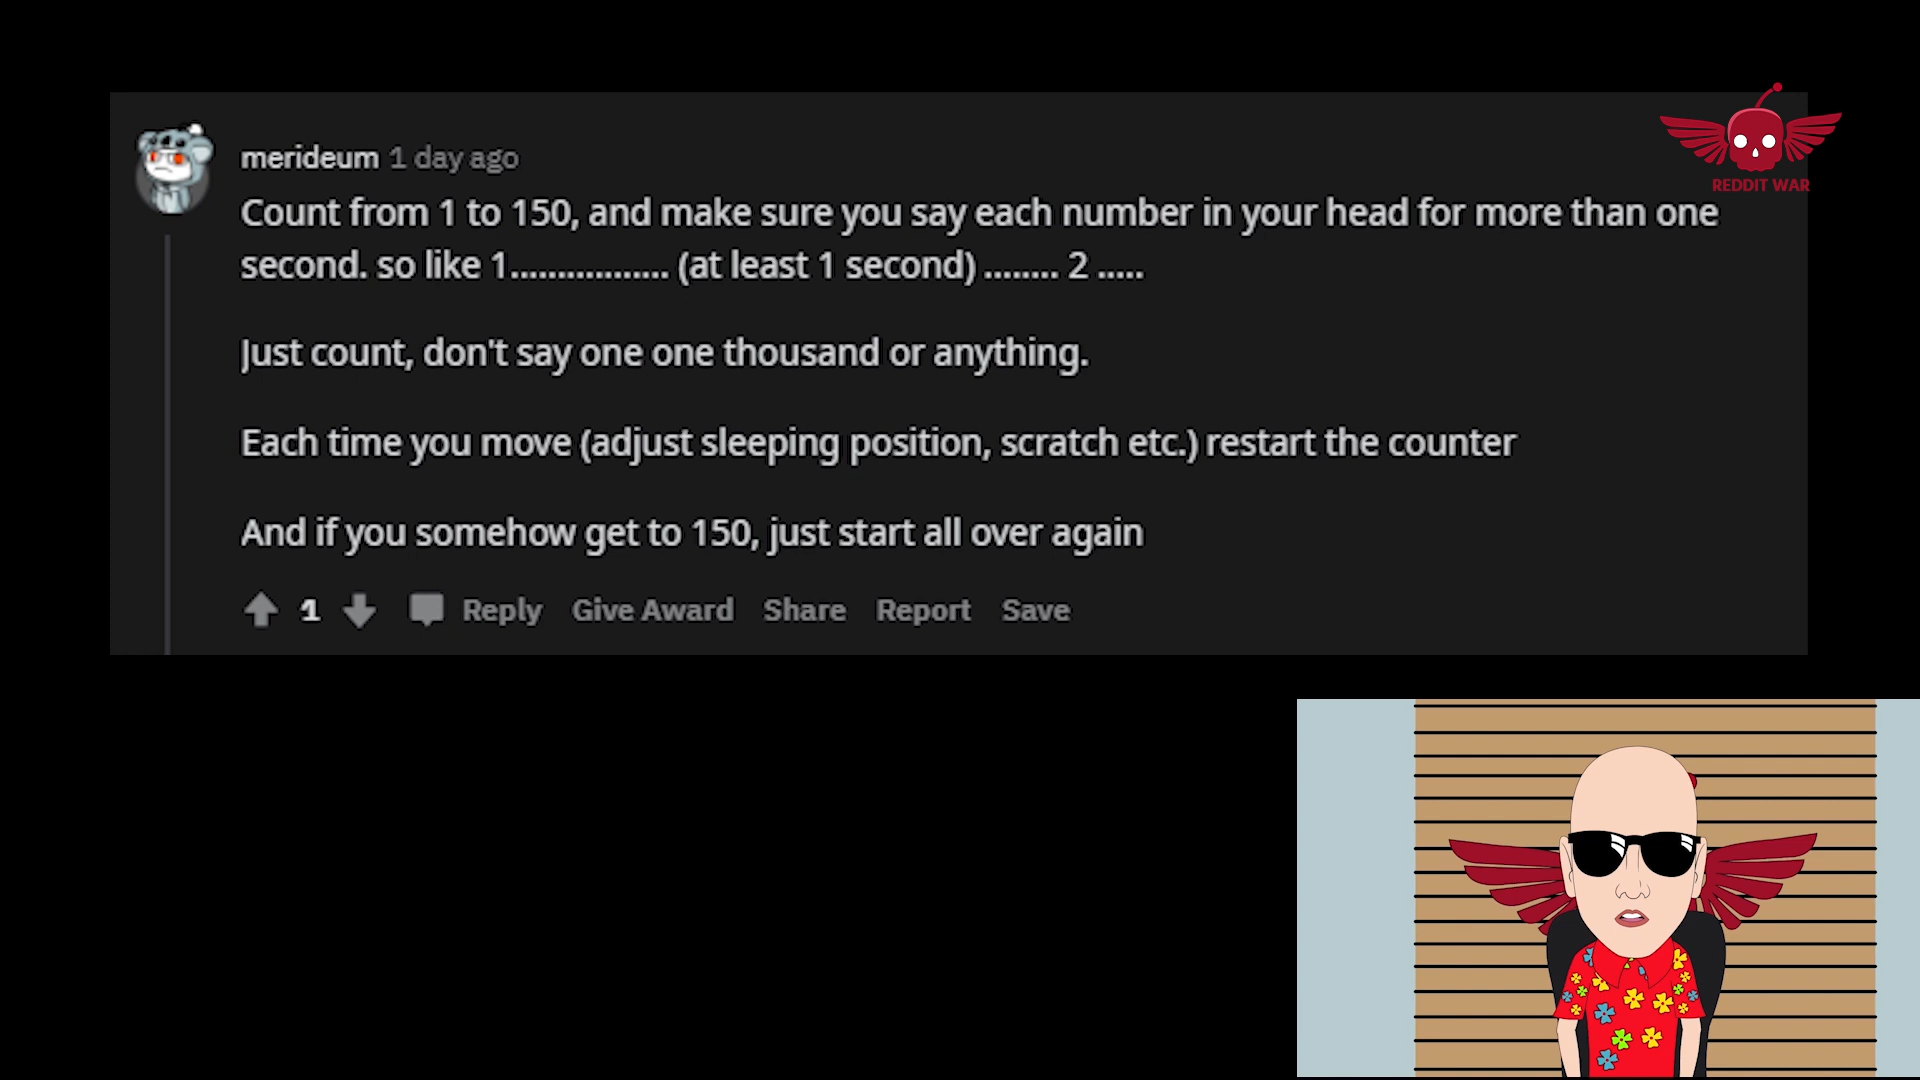 merideum 1 day ago
REDDIT WAR
Count from 1 to 150, and make sure you say each number in your head for more than one
second. so like 1................. (at least 1 second) ........ 2 .....
Just count, don't say one one thousand or anything.
Each time you move (adjust sleeping position, scratch etc.) restart the counter
And if you somehow get to 150, just start all over again
1 Reply Give Award Share Report Save